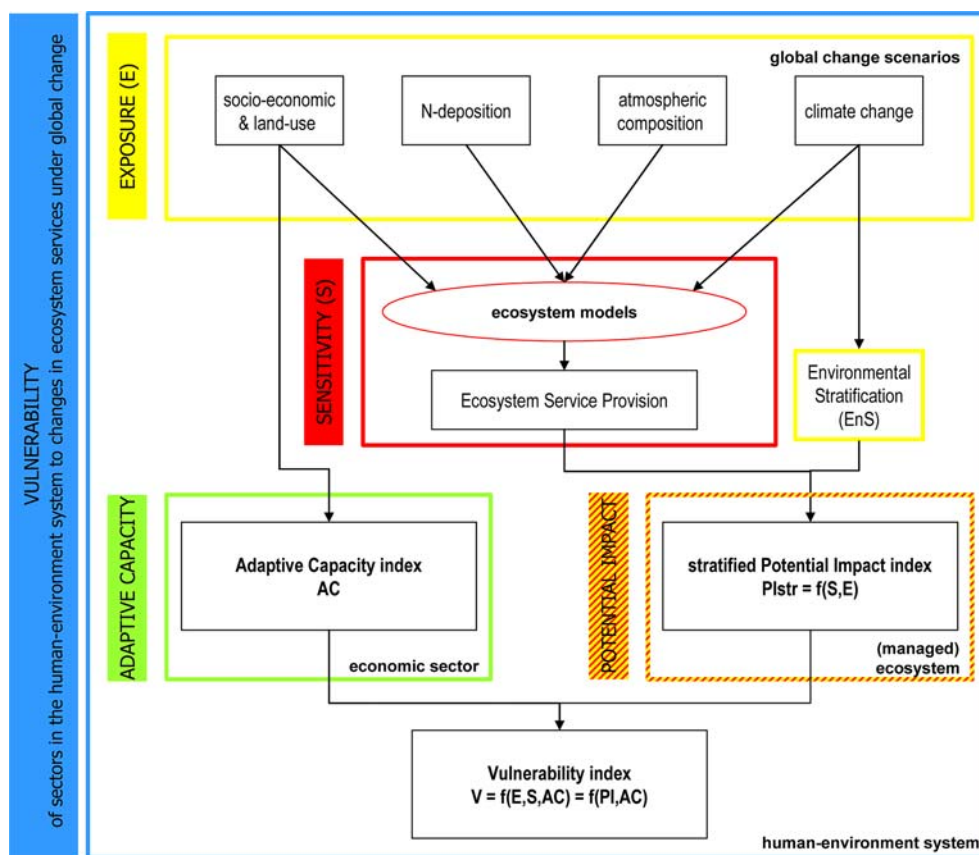 VULNERABILITY
of sectors in the human-environment system to changes in ecosystem services under global change
EXPOSURE (E)
global change scenarios
socio-economic
& land-use
N-deposition
atmospheric
composition
climate change
SENSITIVITY (S)
ecosystem models
Ecosystem Service Provision
Environmental
Stratification
(EnS)
ADAPTIVE CAPACITY
Adaptive Capacity index
AC
economic sector
POTENTIAL IMPACT
stratified Potential Impact index
PIstr = f(S,E)
(managed)
ecosystem
Vulnerability index
V = f(E,S,AC) = f(PI,AC)
human-environment system